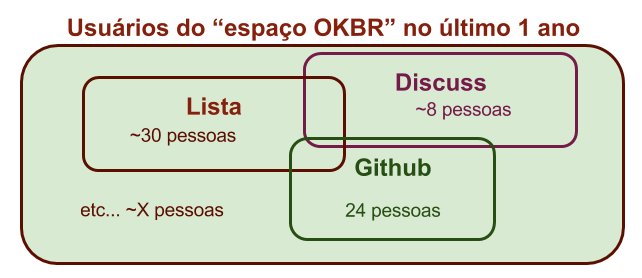 Usuários do “espaço OKBR” no último 1 ano
Discuss
~8 pessoas
Lista
~30 pessoas
Github
24 pessoas
etc... ~X pessoas